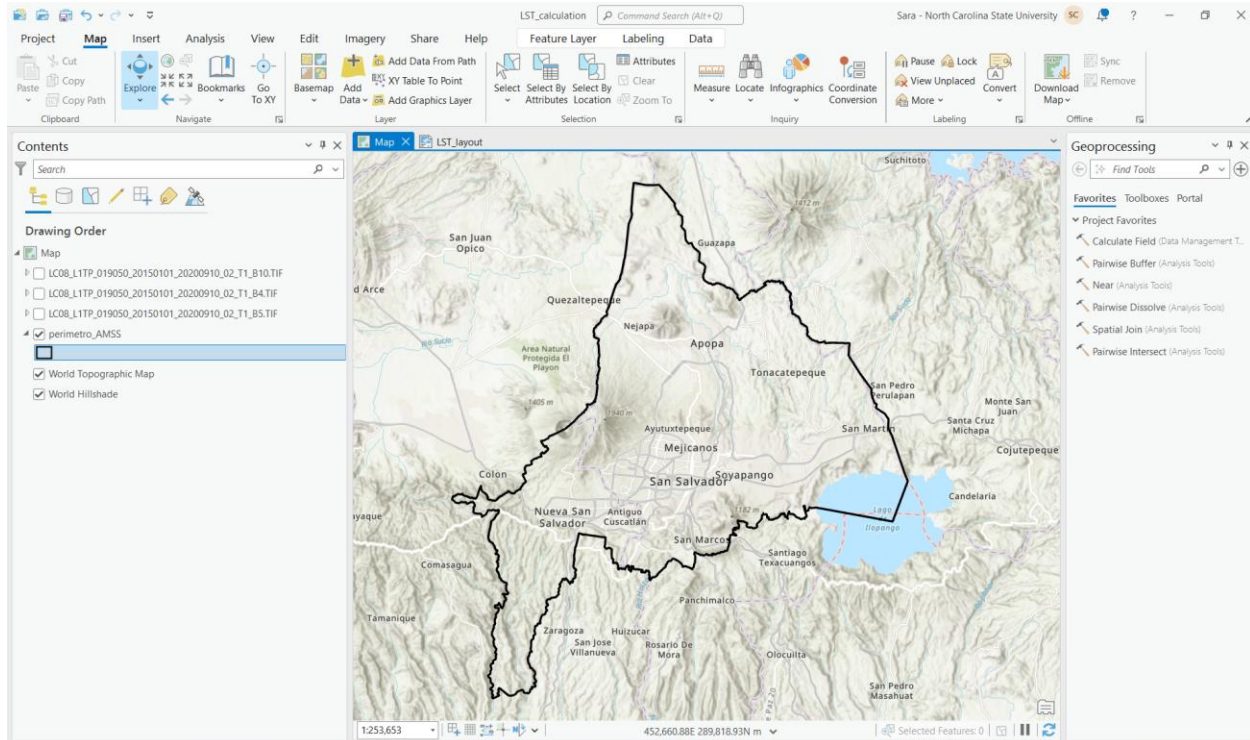 LST_calculation
Command Search (Alt+Q)
Sara - North Carolina State University
SC
?
Project Map Insert Analysis View Edit Imagery Share Help Feature Layer Labeling Data
Paste
Cut
Copy
Copy Path
Clipboard
Explore
Bookmarks
Go To XY
Navigate
Basemap
Add Data
Add Data From Path
XY Table To Point
Add Graphics Layer
Layer
Select
Select By Attributes
Select By Location
Attributes
Clear
Zoom To
Selection
Measure
Locate
Infographics
Coordinate Conversion
Inquiry
Pause
Lock
View Unplaced
More
Convert
Labeling
Download Map
Sync
Remove
Offline
Contents
Search
Drawing Order
Map
LC08_L1TP_019050_20150101_20200910_02_T1_B10.TIF
LC08_L1TP_019050_20150101_20200910_02_T1_B4.TIF
LC08_L1TP_019050_20150101_20200910_02_T1_B5.TIF
perimetro_AMSS
World Topographic Map
World Hillshade
Map
LST_layout
Suchitoto
1412 m
San Juan Opico
Guazapa
d Arce
Quezaltepeque
Nejapa
Apopa
Rio Sucio
Area Natural Protegida El Playon
Tonacatepeque
San Pedro Perulapan
Monte San Juan
1405 m
1940 m
Santa Cruz Michapa
San Martin
Ayutuxtepeque
Mejicanos
Cojutepeque
Colon
San Salvador
Soyapango
Candelaria
Lago Ilopango
ayaque
Nueva San Salvador
Antiguo Cuscatlán
1182 m
San Marcos
Santiago Texacuangos
Comasagua
Panchimalco
Tamanique
Zaragoza
Huizucar
San Jose Villanueva
Rosario De Mora
Olocuilta
San Pedro Masahuat
1:253,653
452,660.88E 289,818.93N m
Selected Features: 0
Geoprocessing
Find Tools
Favorites Toolboxes Portal
Project Favorites
Calculate Field (Data Management T...
Pairwise Buffer (Analysis Tools)
Near (Analysis Tools)
Pairwise Dissolve (Analysis Tools)
Spatial Join (Analysis Tools)
Pairwise Intersect (Analysis Tools)